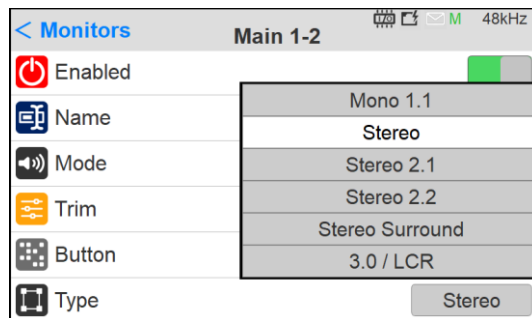 < Monitors
Main 1-2
M
48kHz
Enabled
Name
Mode
Trim
Button
Type
Mono 1.1
Stereo
Stereo 2.1
Stereo 2.2
Stereo Surround
3.0 / LCR
Stereo